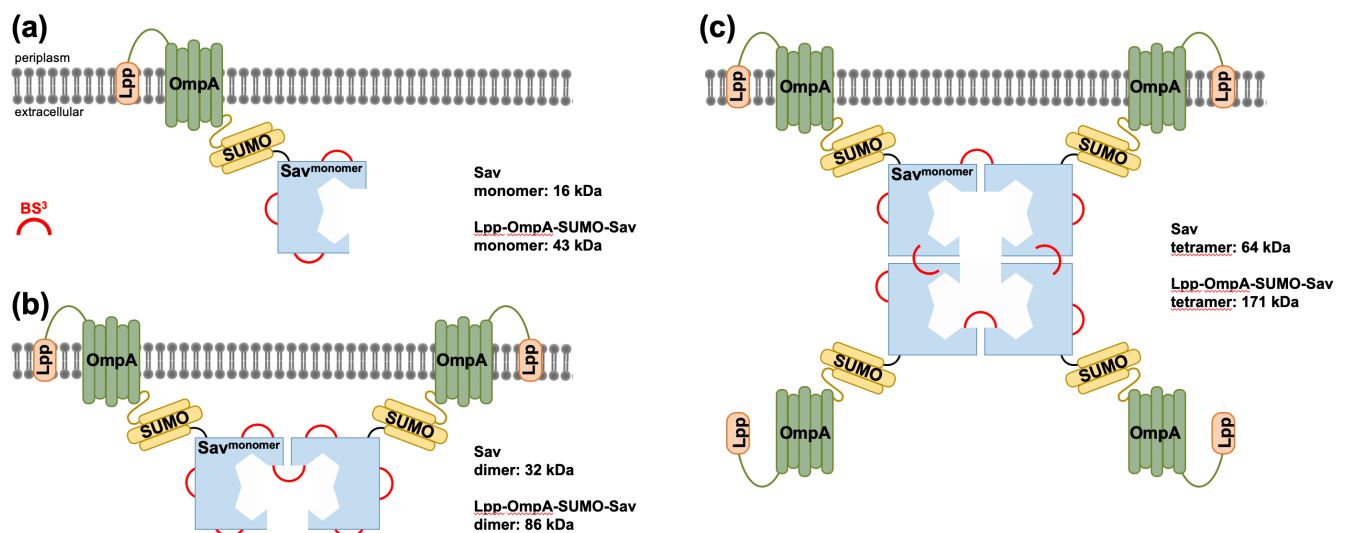 (a)
periplasm
Lpp
OmpA
extracellular
SUMO
Savmonomer
BS3
Sav
monomer: 16 kDa
Lpp-OmpA-SUMO-Sav
monomer: 43 kDa
(b)
Lpp
OmpA
OmpA
Lpp
SUMO
SUMO
Savmonomer
Sav
dimer: 32 kDa
Lpp-OmpA-SUMO-Sav
dimer: 86 kDa
(c)
Lpp
OmpA
OmpA
Lpp
SUMO
SUMO
Savmonomer
Sav
tetramer: 64 kDa
Lpp-OmpA-SUMO-Sav
tetramer: 171 kDa
SUMO
SUMO
Lpp
OmpA
OmpA
Lpp